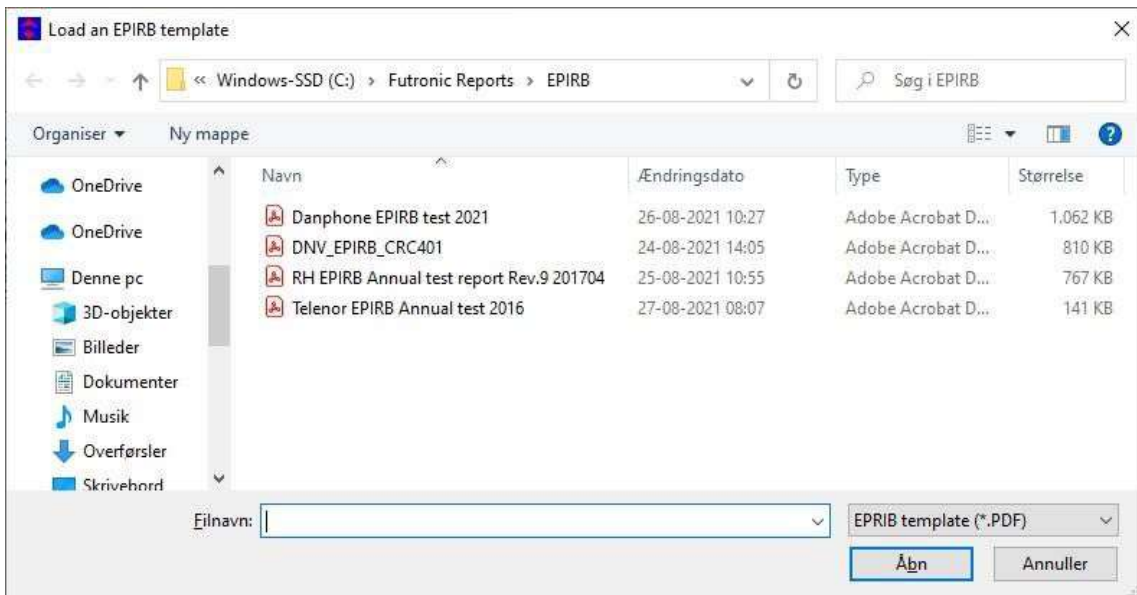 Load an EPIRB template
« Windows-SSD (C:) › Futronic Reports › EPIRB
Søg i EPIRB
Organiser Ny mappe
Navn Ændringsdato Type Størrelse
OneDrive
OneDrive
Denne pc
3D-objekter
Billeder
Dokumenter
Musik
Overførsler
Skrivebord
Danphone EPIRB test 2021 26-08-2021 10:27 Adobe Acrobat D... 1.062 KB
DNV_EPIRB_CRC401 24-08-2021 14:05 Adobe Acrobat D... 810 KB
RH EPIRB Annual test report Rev.9 201704 25-08-2021 10:55 Adobe Acrobat D... 767 KB
Telenor EPIRB Annual test 2016 27-08-2021 08:07 Adobe Acrobat D... 141 KB
Filnavn: EPRIB template (*.PDF)
Åbn Annuller